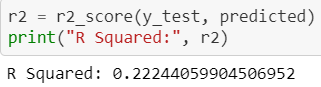 r2 = r2_score(y_test, predicted)
print("R Squared:", r2)
R Squared: 0.22244059904506952